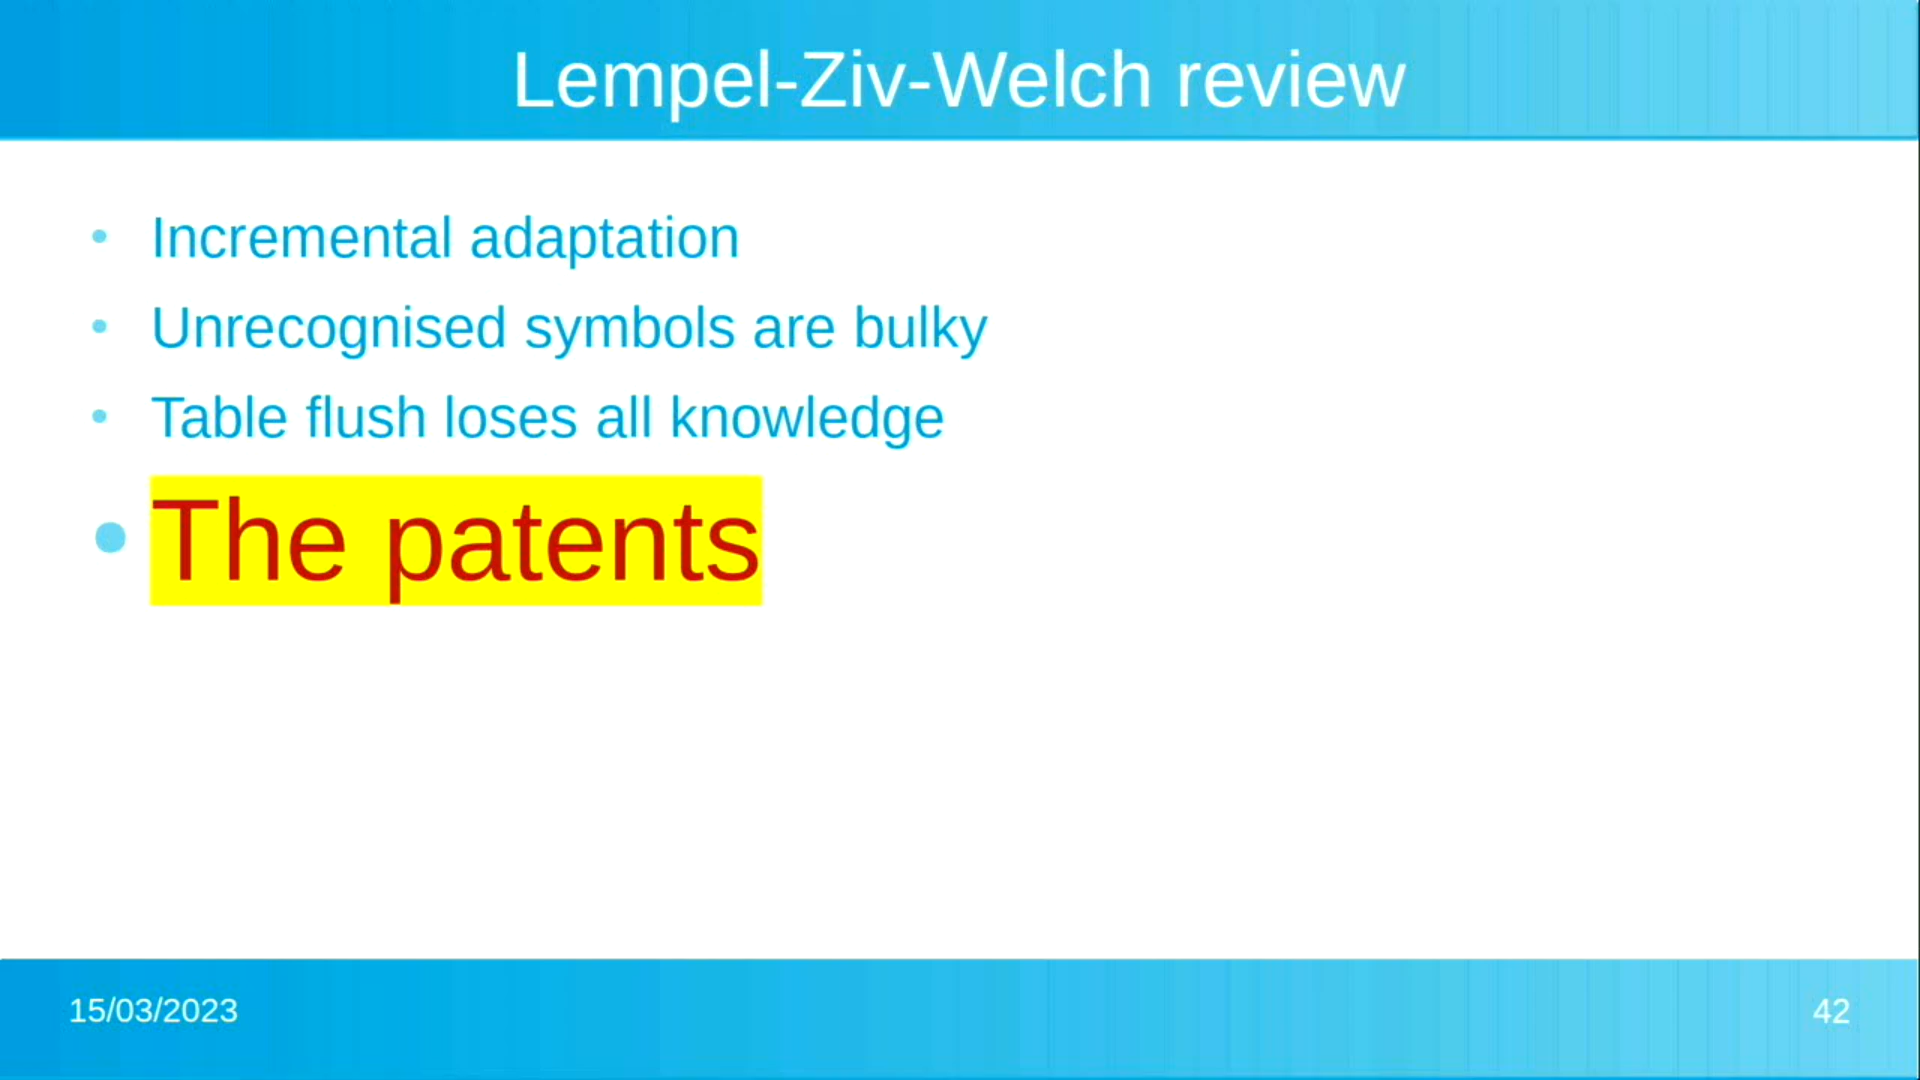 Lempel-Ziv-Welch review
• Incremental adaptation
• Unrecognised symbols are bulky
• Table flush loses all knowledge
• The patents
15/03/2023
42